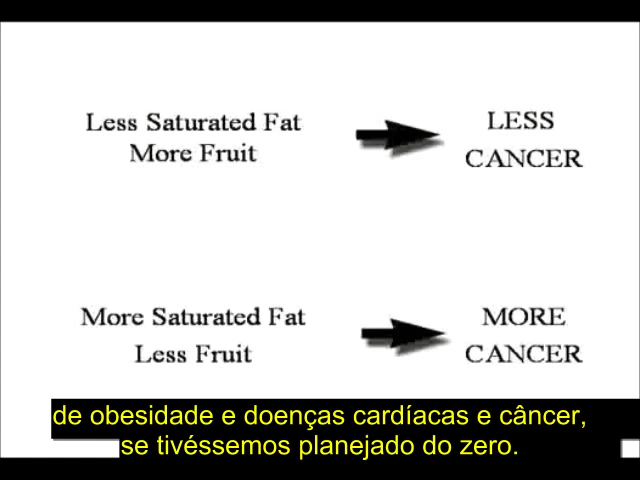 Less Saturated Fat
More Fruit
LESS
CANCER
More Saturated Fat
Less Fruit
MORE
CANCER
de obesidade e doenças cardíacas e câncer,
se tivéssemos planejado do zero.